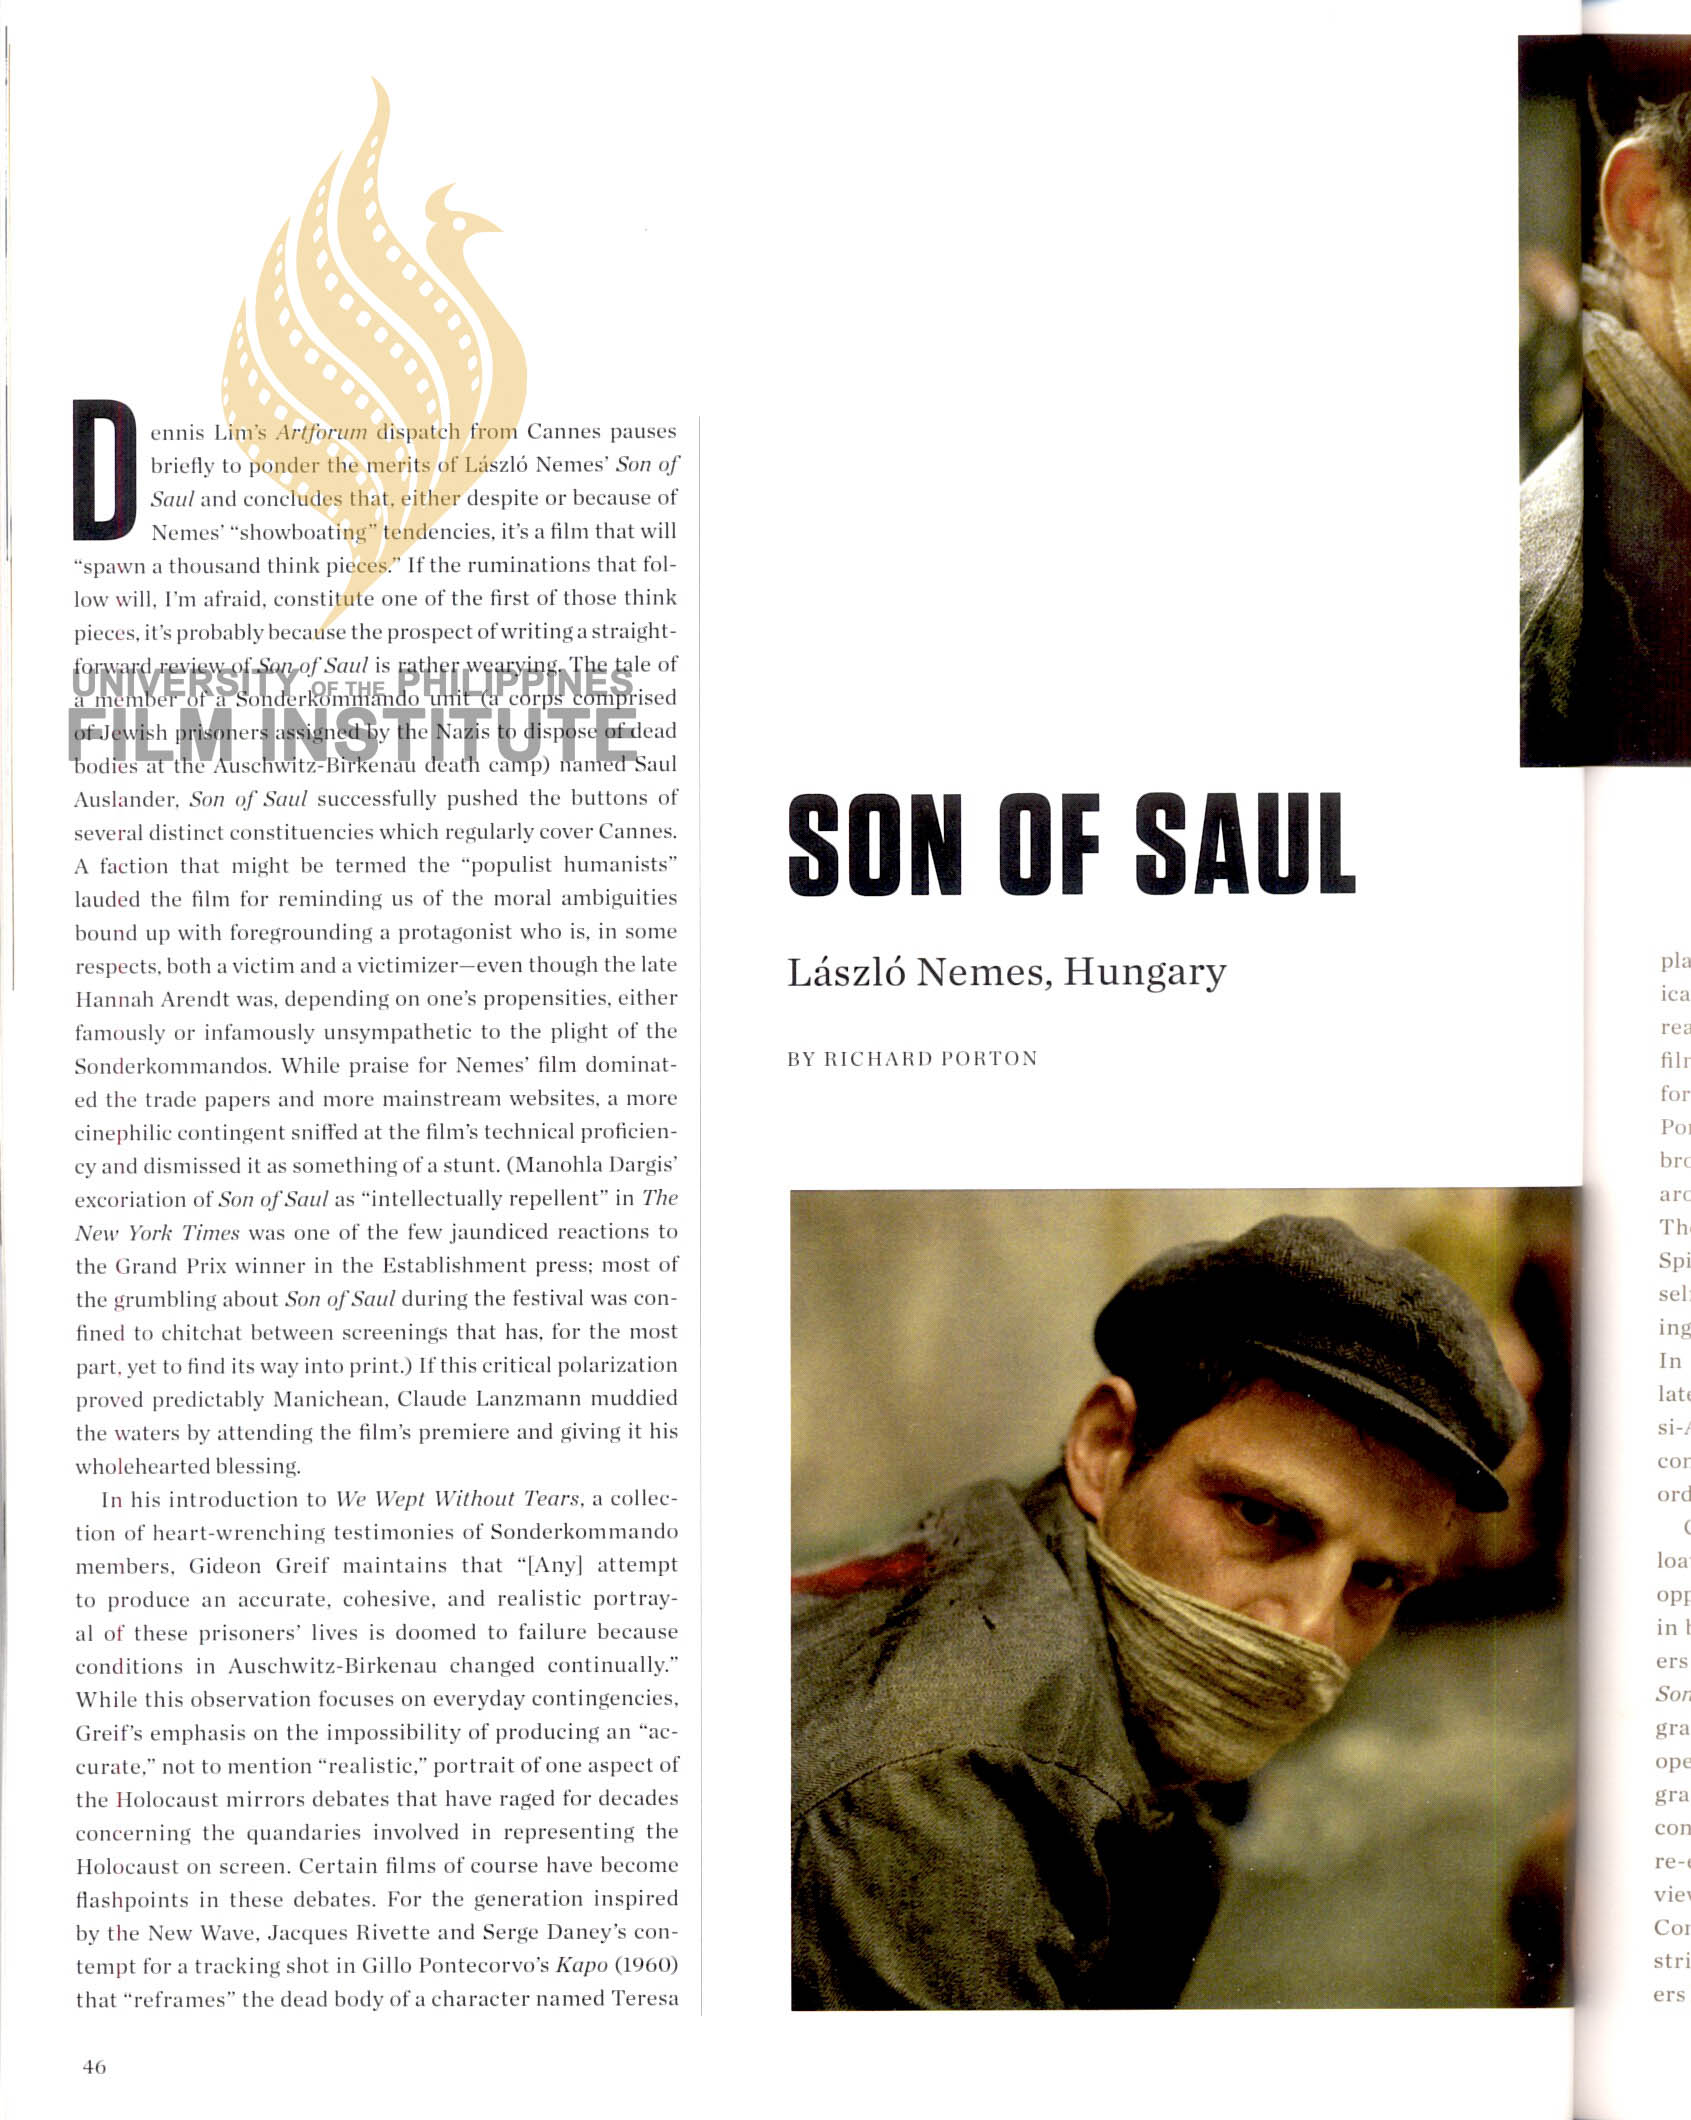 Dennis Lim's Artforum dispatch from Cannes pauses
briefly to ponder the merits of László Nemes' Son of
Saul and concludes that, either despite or because of
Nemes' “showboating” tendencies, it's a film that will
“spawn a thousand think pieces.” If the ruminations that fol-
low will, I'm afraid, constitute one of the first of those think
pieces, it's probably because the prospect of writing a straight-
forward review of Son of Saul is rather wearying. The tale of
a member of a Sonderkommando unit (a corps comprised
of Jewish prisoners assigned by the Nazis to dispose of dead
bodies at the Auschwitz-Birkenau death camp) named Saul
Auslander, Son of Saul successfully pushed the buttons of
several distinct constituencies which regularly cover Cannes.
A faction that might be termed the “populist humanists”
lauded the film for reminding us of the moral ambiguities
bound up with foregrounding a protagonist who is, in some
respects, both a victim and a victimizer—even though the late
Hannah Arendt was, depending on one's propensities, either
famously or infamously unsympathetic to the plight of the
Sonderkommandos. While praise for Nemes' film dominat-
ed the trade papers and more mainstream websites, a more
cinephilic contingent sniffed at the film's technical proficien-
cy and dismissed it as something of a stunt. (Manohla Dargis'
excoriation of Son of Saul as “intellectually repellent” in The
New York Times was one of the few jaundiced reactions to
the Grand Prix winner in the Establishment press; most of
the grumbling about Son of Saul during the festival was con-
fined to chitchat between screenings that has, for the most
part, yet to find its way into print.) If this critical polarization
proved predictably Manichean, Claude Lanzmann muddied
the waters by attending the film's premiere and giving it his
wholehearted blessing.
In his introduction to We Wept Without Tears, a collec-
tion of heart-wrenching testimonies of Sonderkommando
members, Gideon Greif maintains that “[Any] attempt
to produce an accurate, cohesive, and realistic portray-
al of these prisoners' lives is doomed to failure because
conditions in Auschwitz-Birkenau changed continually.”
While this observation focuses on everyday contingencies,
Greif's emphasis on the impossibility of producing an “ac-
curate,” not to mention “realistic,” portrait of one aspect of
the Holocaust mirrors debates that have raged for decades
concerning the quandaries involved in representing the
Holocaust on screen. Certain films of course have become
flashpoints in these debates. For the generation inspired
by the New Wave, Jacques Rivette and Serge Daney's con-
tempt for a tracking shot in Gillo Pontecorvo's Kapo (1960)
that “reframes” the dead body of a character named Teresa
46
UNIVERSITY OF THE PHILIPPINES
FILM INSTITUTE
SON OF SAUL
László Nemes, Hungary
BY RICHARD PORTON